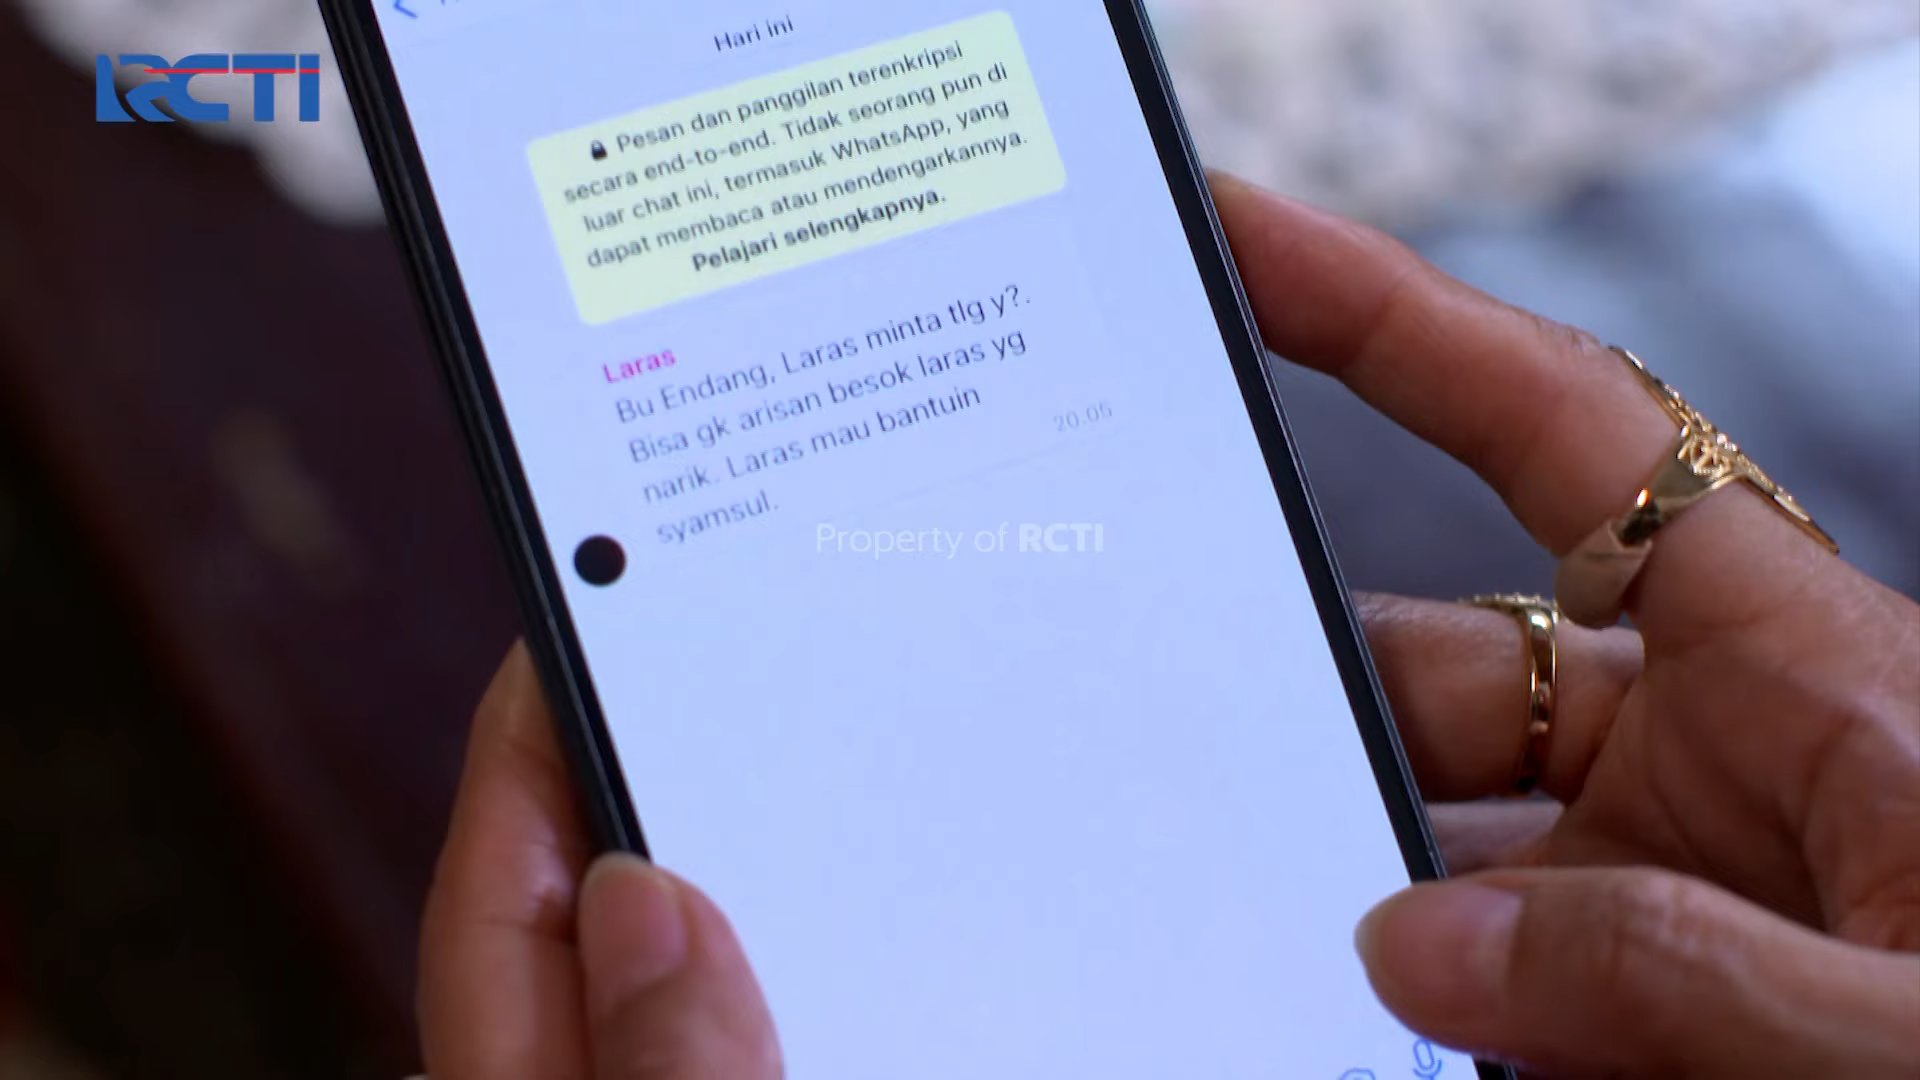 RCTI
Hari ini
Pesan dan panggilan terenkripsi
secara end-to-end. Tidak seorang pun di
luar chat ini, termasuk WhatsApp, yang
dapat membaca atau mendengarkannya.
Pelajari selengkapnya.
Laras
Bu Endang, Laras minta tlg y?.
Bisa gk arisan besok laras yg
narik. Laras mau bantuin
syamsul.
20.05
Property of RCTI